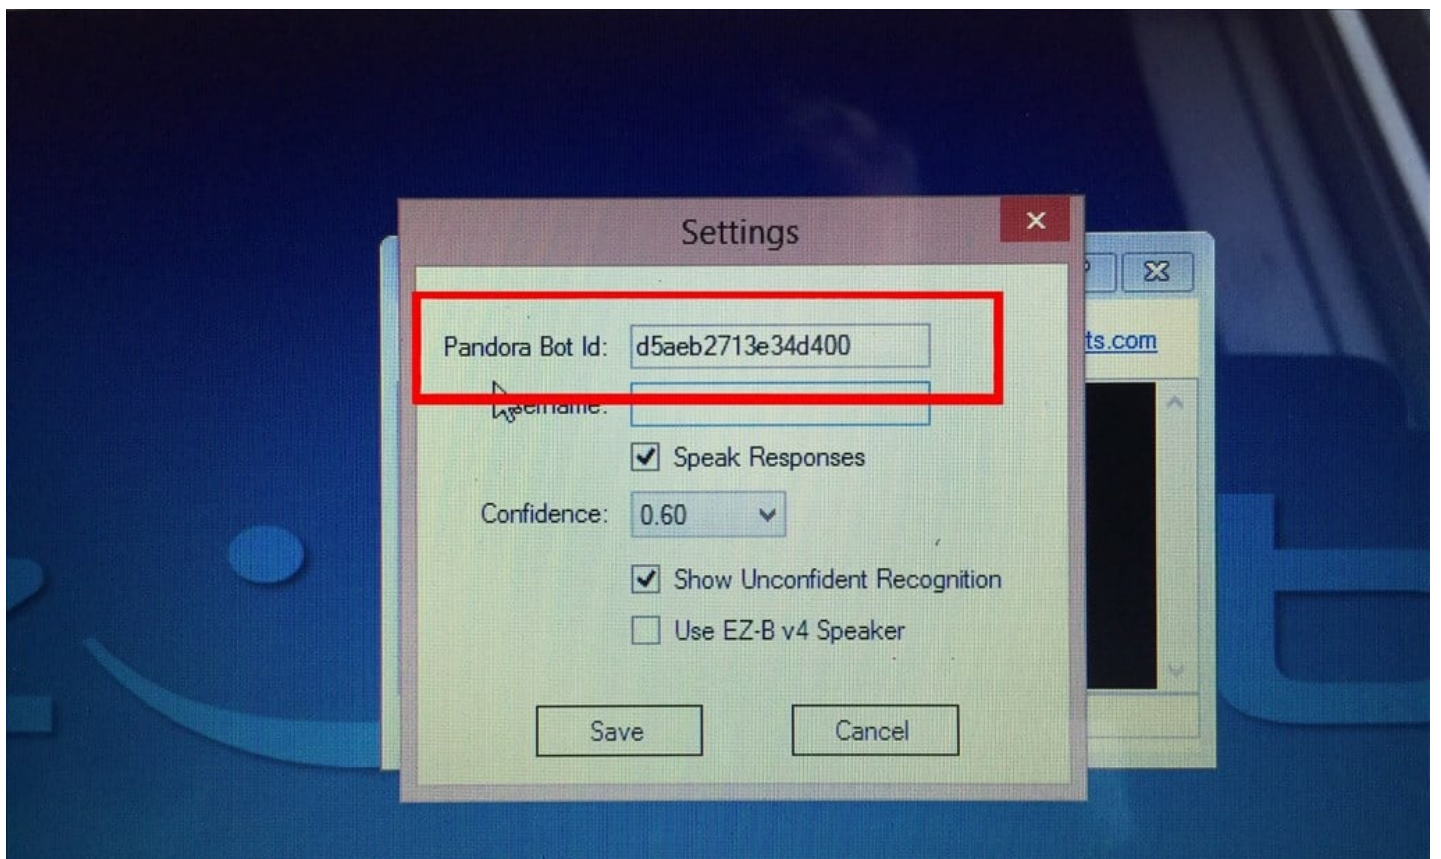 Settings
ts.com
Pandora Bot Id: d5aeb2713e34d400
Username:
Speak Responses
Confidence: 0.60
Show Unconfident Recognition
Use EZ-B v4 Speaker
Save Cancel